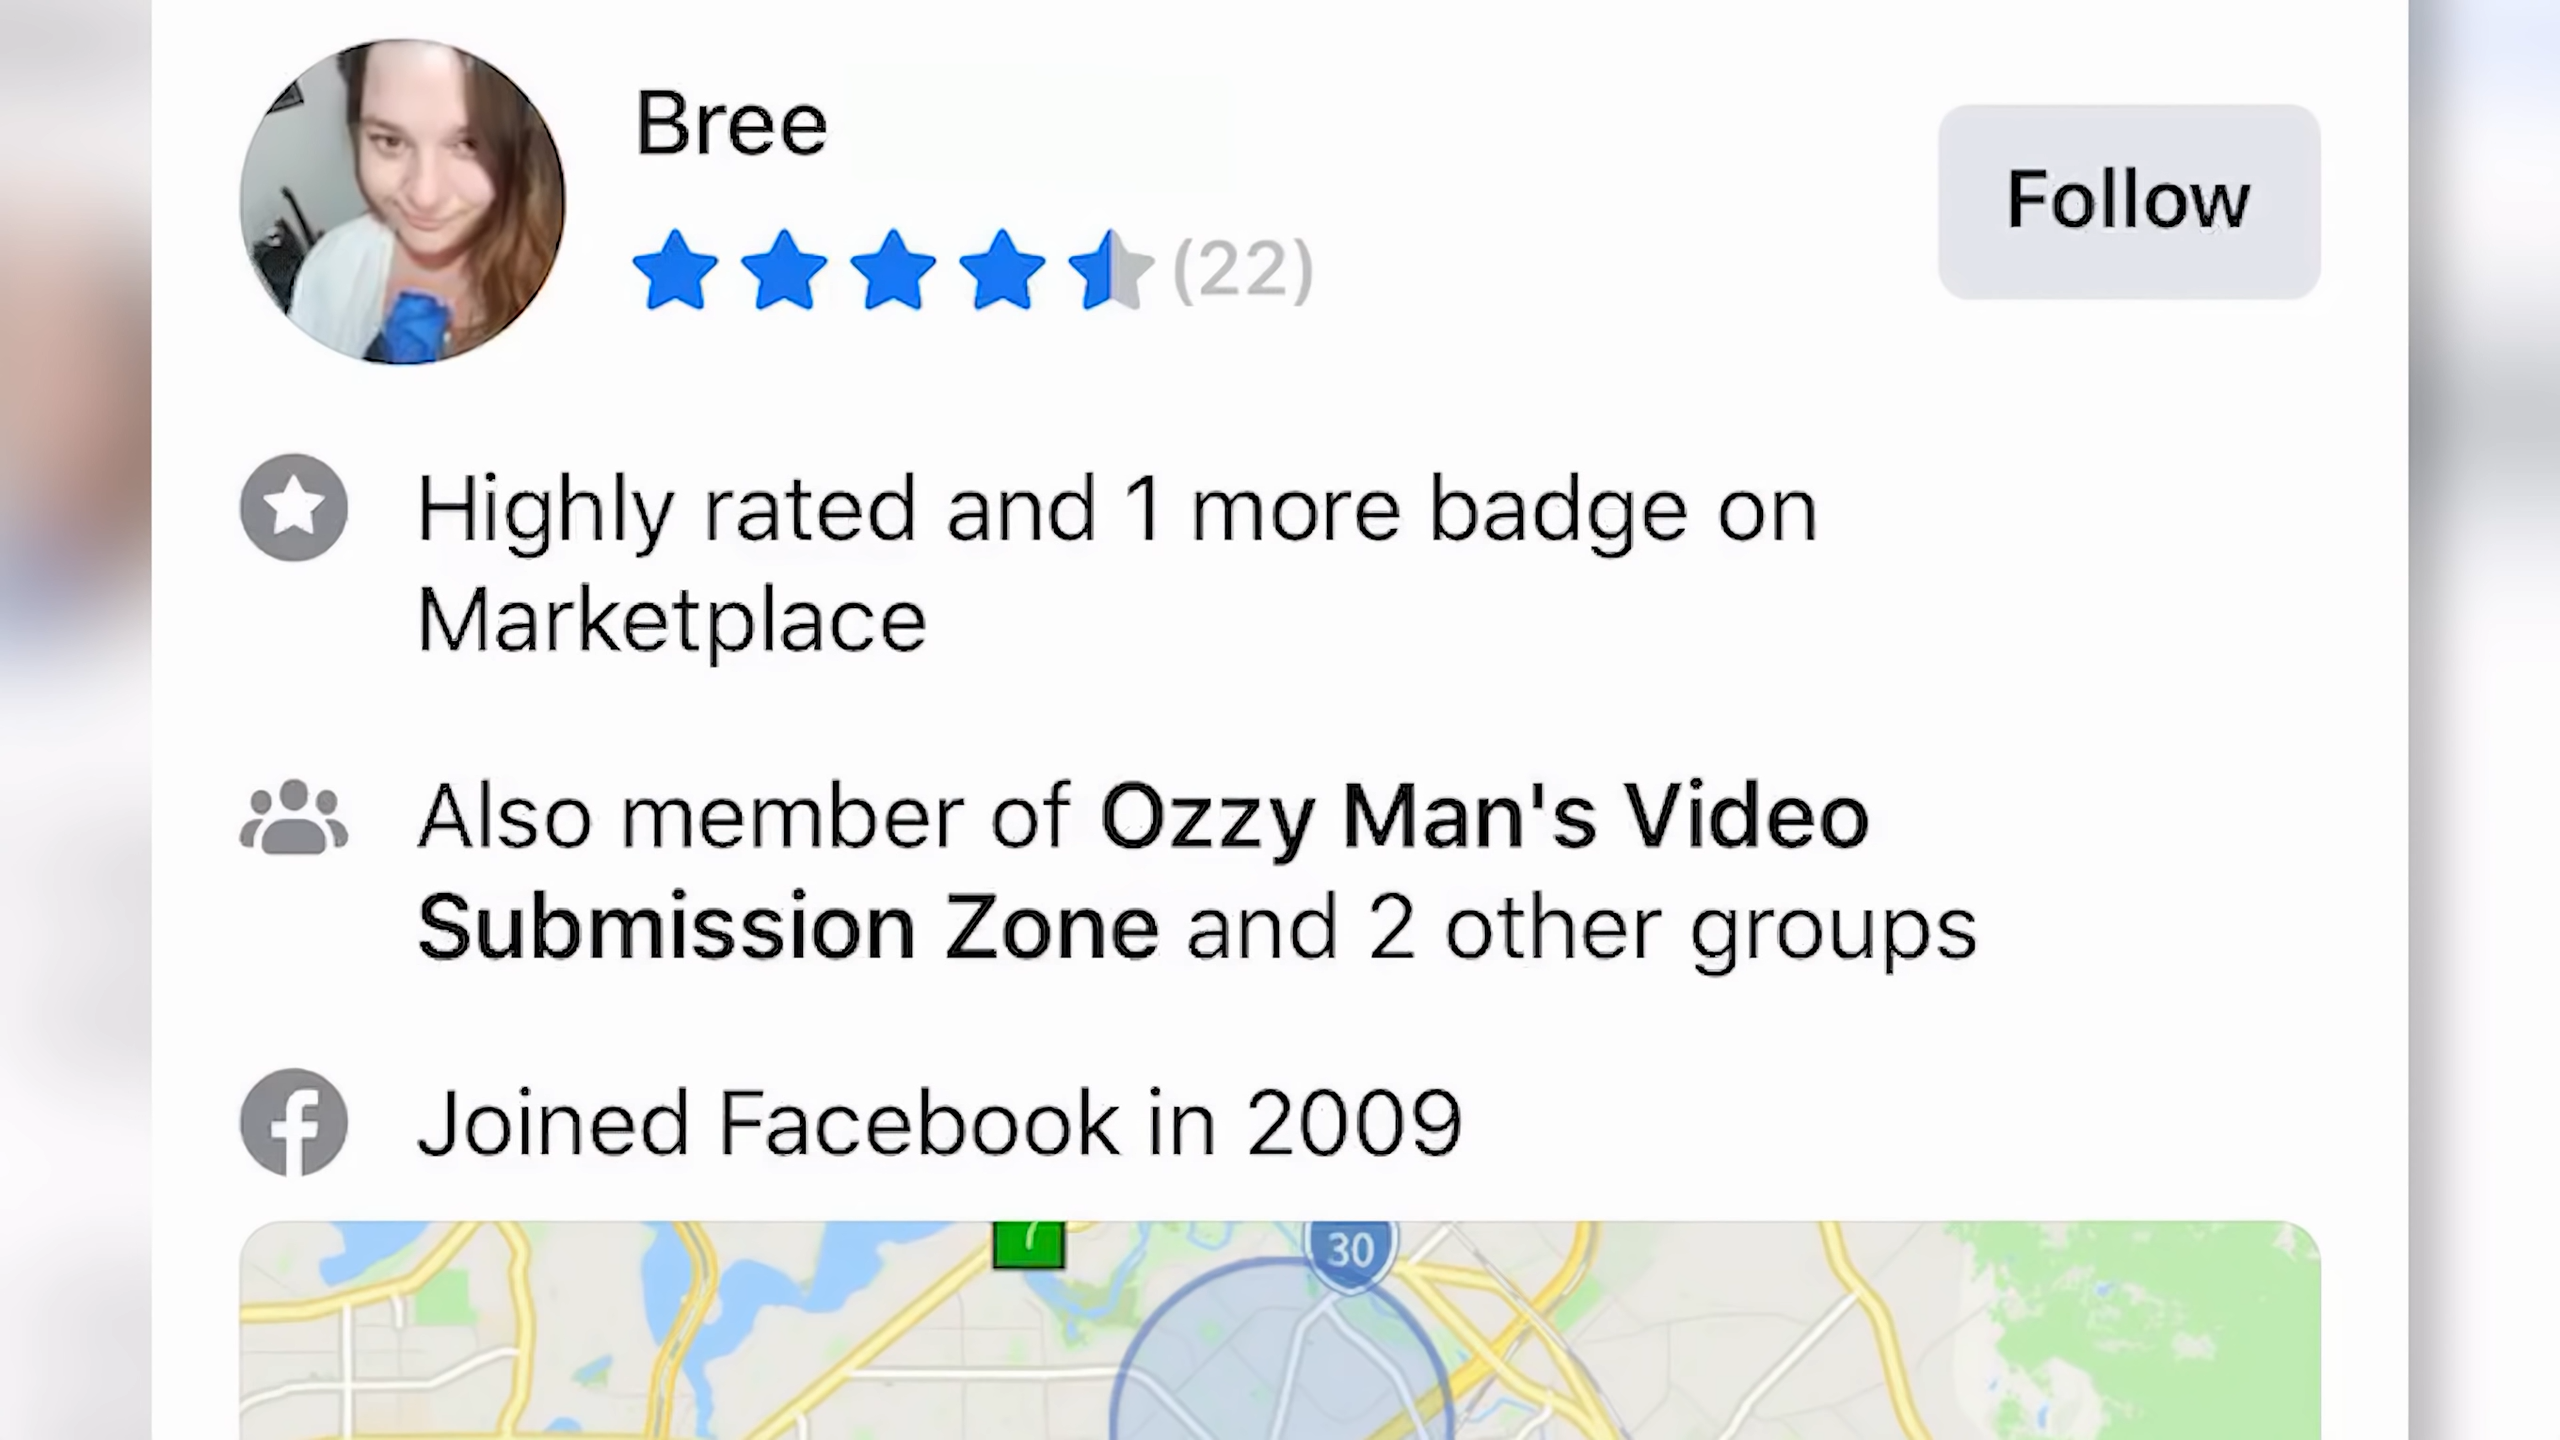 Bree
(22)
Follow
Highly rated and 1 more badge on
Marketplace
Also member of Ozzy Man's Video
Submission Zone and 2 other groups
Joined Facebook in 2009
30